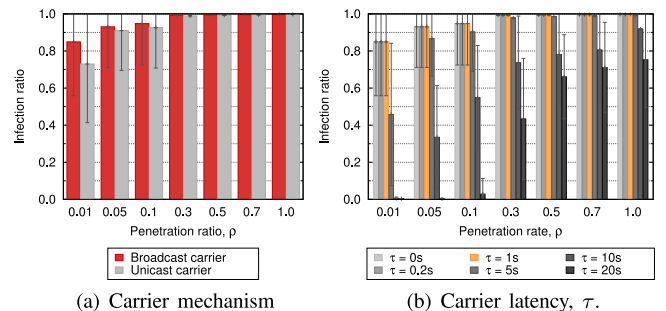 Infection ratio
1.0
0.8
0.6
0.4
0.2
0.0
0.01 0.05 0.1 0.3 0.5 0.7 1.0
Penetration ratio, ρ
Broadcast carrier
Unicast carrier
(a) Carrier mechanism
Infection ratio
1.0
0.8
0.6
0.4
0.2
0.0
0.01 0.05 0.1 0.3 0.5 0.7 1.0
Penetration rate, ρ
τ = 0s
τ = 0.2s
τ = 1s
τ = 5s
τ = 10s
τ = 20s
(b) Carrier latency, τ.